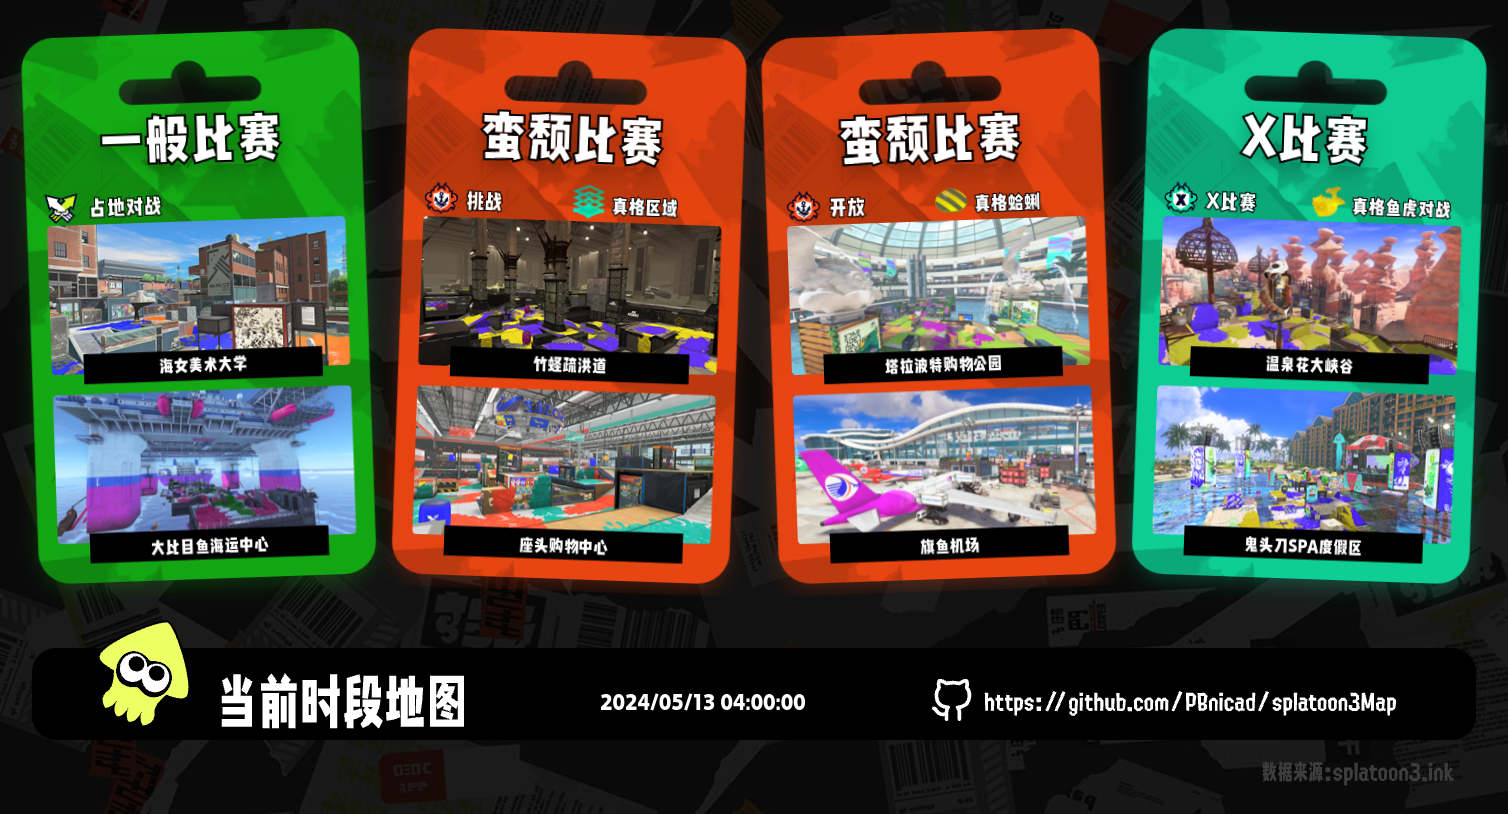 一般比赛
占地对战
海女美术大学
大比目鱼海运中心
蛮颓比赛
挑战
真格区域
竹蛏疏洪道
座头购物中心
蛮颓比赛
开放
真格蛤蜊
塔拉波特购物公园
旗鱼机场
X比赛
X比赛
真格鱼虎对战
温泉花大峡谷
鬼头刀SPA度假区
当前时段地图
2024/05/13 04:00:00
https://github.com/PBnicad/splatoon3Map
数据来源:splatoon3.ink